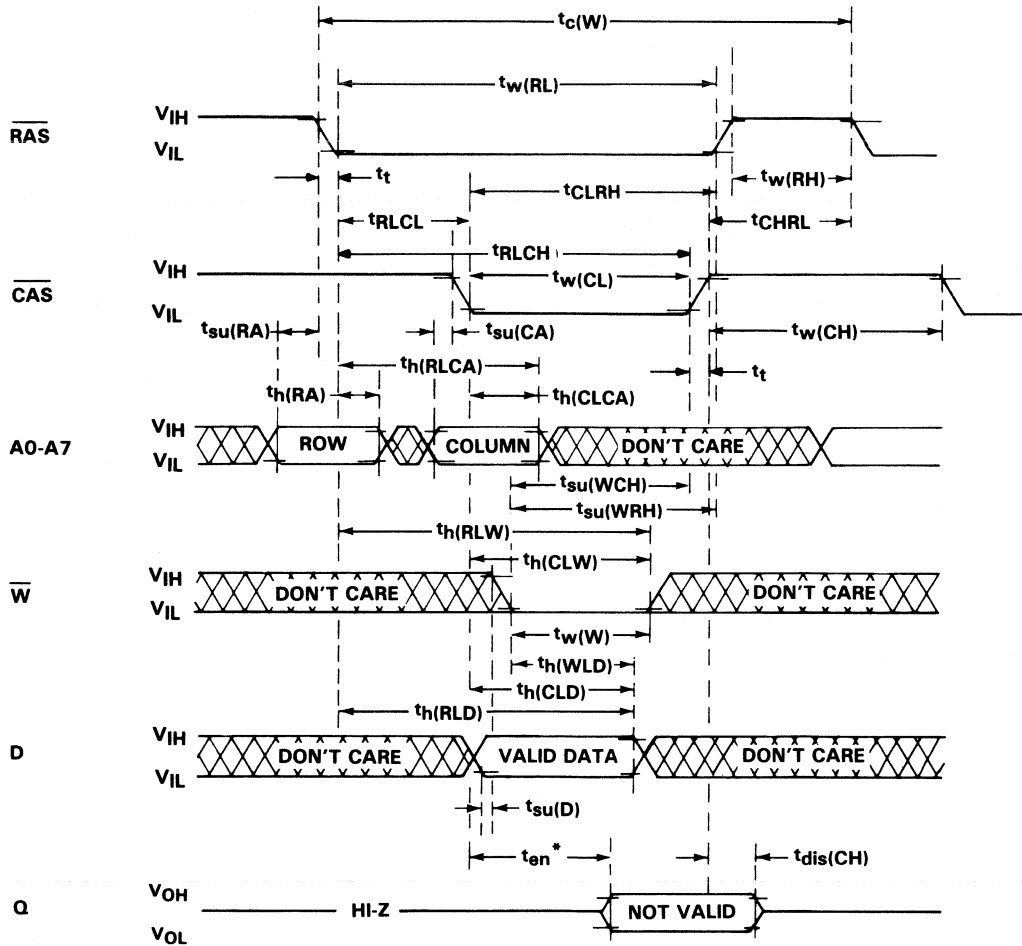 tc(W)
tw(RL)
RAS
VIH
VIL
tt
tCLRH
tw(RH)
tRLCL
tCHRL
tRLCH
CAS
VIH
VIL
tw(CL)
tsu(RA)
tsu(CA)
tw(CH)
th(RLCA)
tt
th(RA)
th(CLCA)
A0-A7
VIH
VIL
ROW
COLUMN
DON'T CARE
tsu(WCH)
tsu(WRH)
th(RLW)
th(CLW)
W
VIH
VIL
DON'T CARE
DON'T CARE
tw(W)
th(WLD)
th(CLD)
th(RLD)
D
VIH
VIL
DON'T CARE
VALID DATA
DON'T CARE
tsu(D)
ten*
tdis(CH)
Q
VOH
VOL
HI-Z
NOT VALID